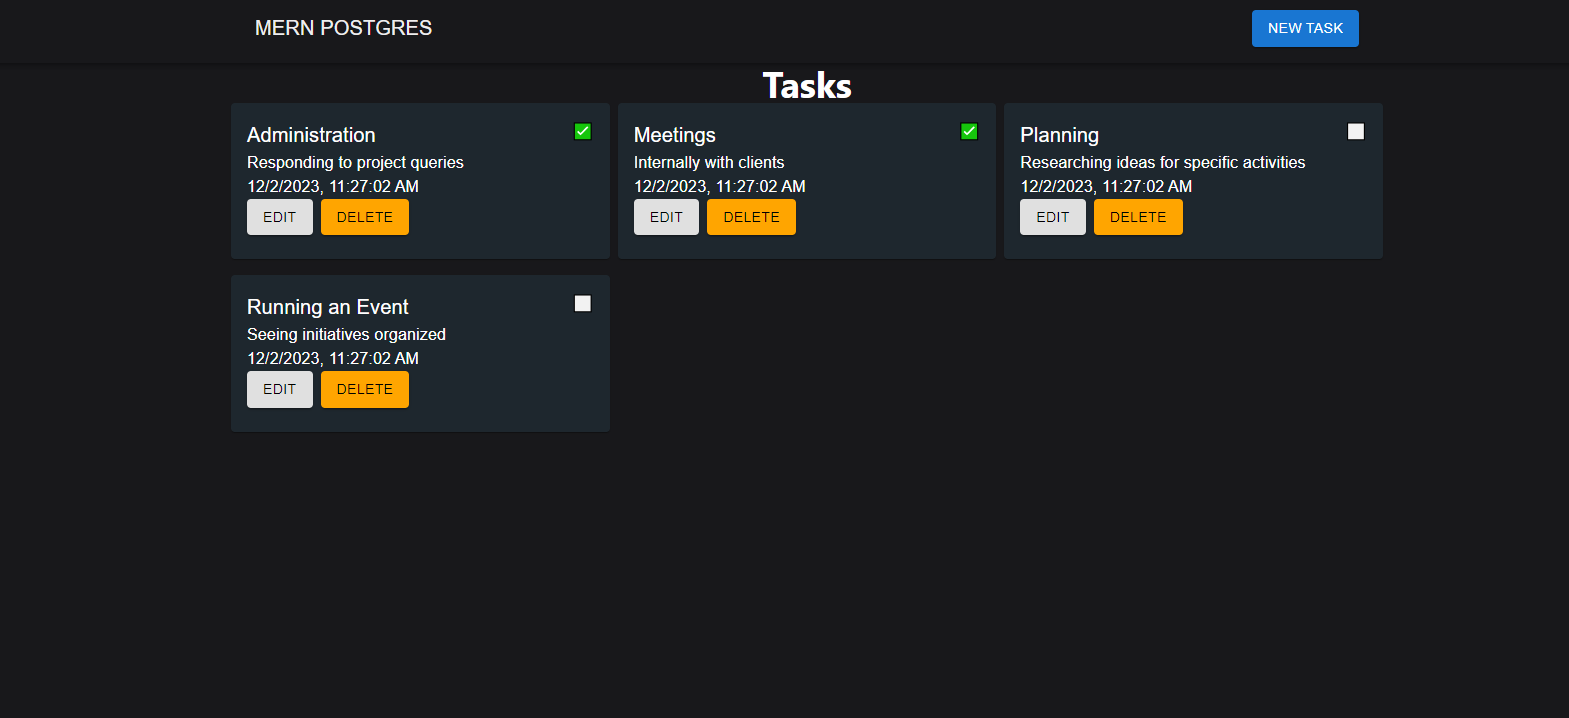 MERN POSTGRES
NEW TASK
Tasks
Administration
Responding to project queries
12/2/2023, 11:27:02 AM
EDIT DELETE
Meetings
Internally with clients
12/2/2023, 11:27:02 AM
EDIT DELETE
Planning
Researching ideas for specific activities
12/2/2023, 11:27:02 AM
EDIT DELETE
Running an Event
Seeing initiatives organized
12/2/2023, 11:27:02 AM
EDIT DELETE